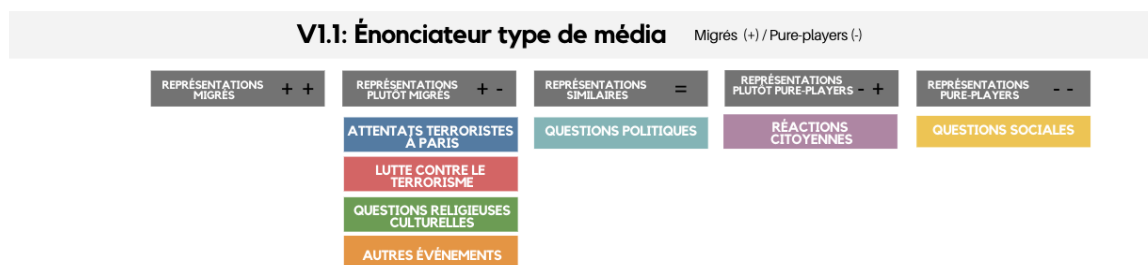 V1.1: Énonciateur type de média Migrés (+) / Pure-players (-)
REPRÉSENTATIONS
MIGRÉS + +
REPRÉSENTATIONS
PLUTÔT MIGRÉS + -
REPRÉSENTATIONS
SIMILAIRES =
REPRÉSENTATIONS
PLUTÔT PURE-PLAYERS - +
REPRÉSENTATIONS
PURE-PLAYERS - -
ATTENTATS TERRORISTES
À PARIS
QUESTIONS POLITIQUES
RÉACTIONS
CITOYENNES
QUESTIONS SOCIALES
LUTTE CONTRE LE
TERRORISME
QUESTIONS RELIGIEUSES
CULTURELLES
AUTRES ÉVÉNEMENTS